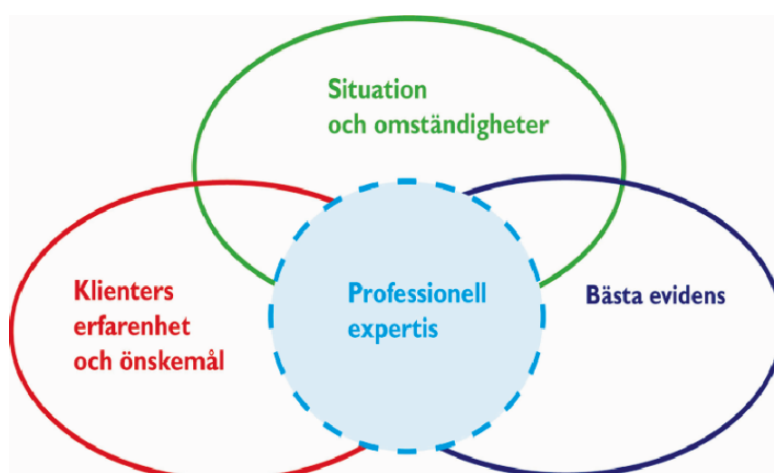 Situation
och omständigheter
Klienters
erfarenhet
och önskemål
Professionell
expertis
Bästa evidens